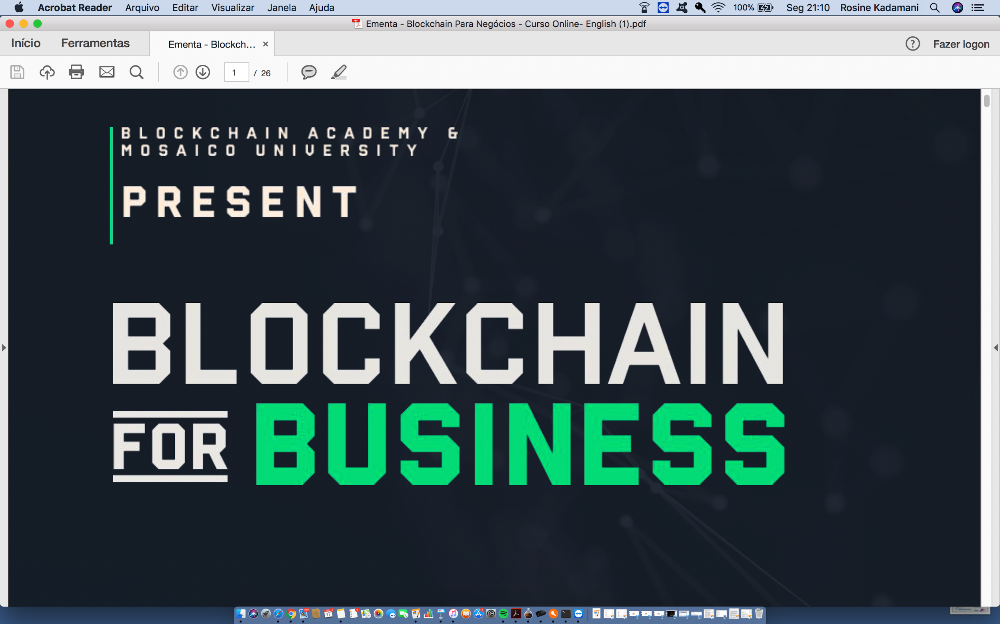 Acrobat Reader Arquivo Editar Visualizar Janela Ajuda 100% Seg 21:10 Rosine Kadamani
Ementa - Blockchain Para Negócios - Curso Online- English (1).pdf
Início Ferramentas Ementa - Blockch... × ? Fazer logon
1 / 26
BLOCKCHAIN ACADEMY &
MOSAICO UNIVERSITY
PRESENT
BLOCKCHAIN
FOR BUSINESS
17